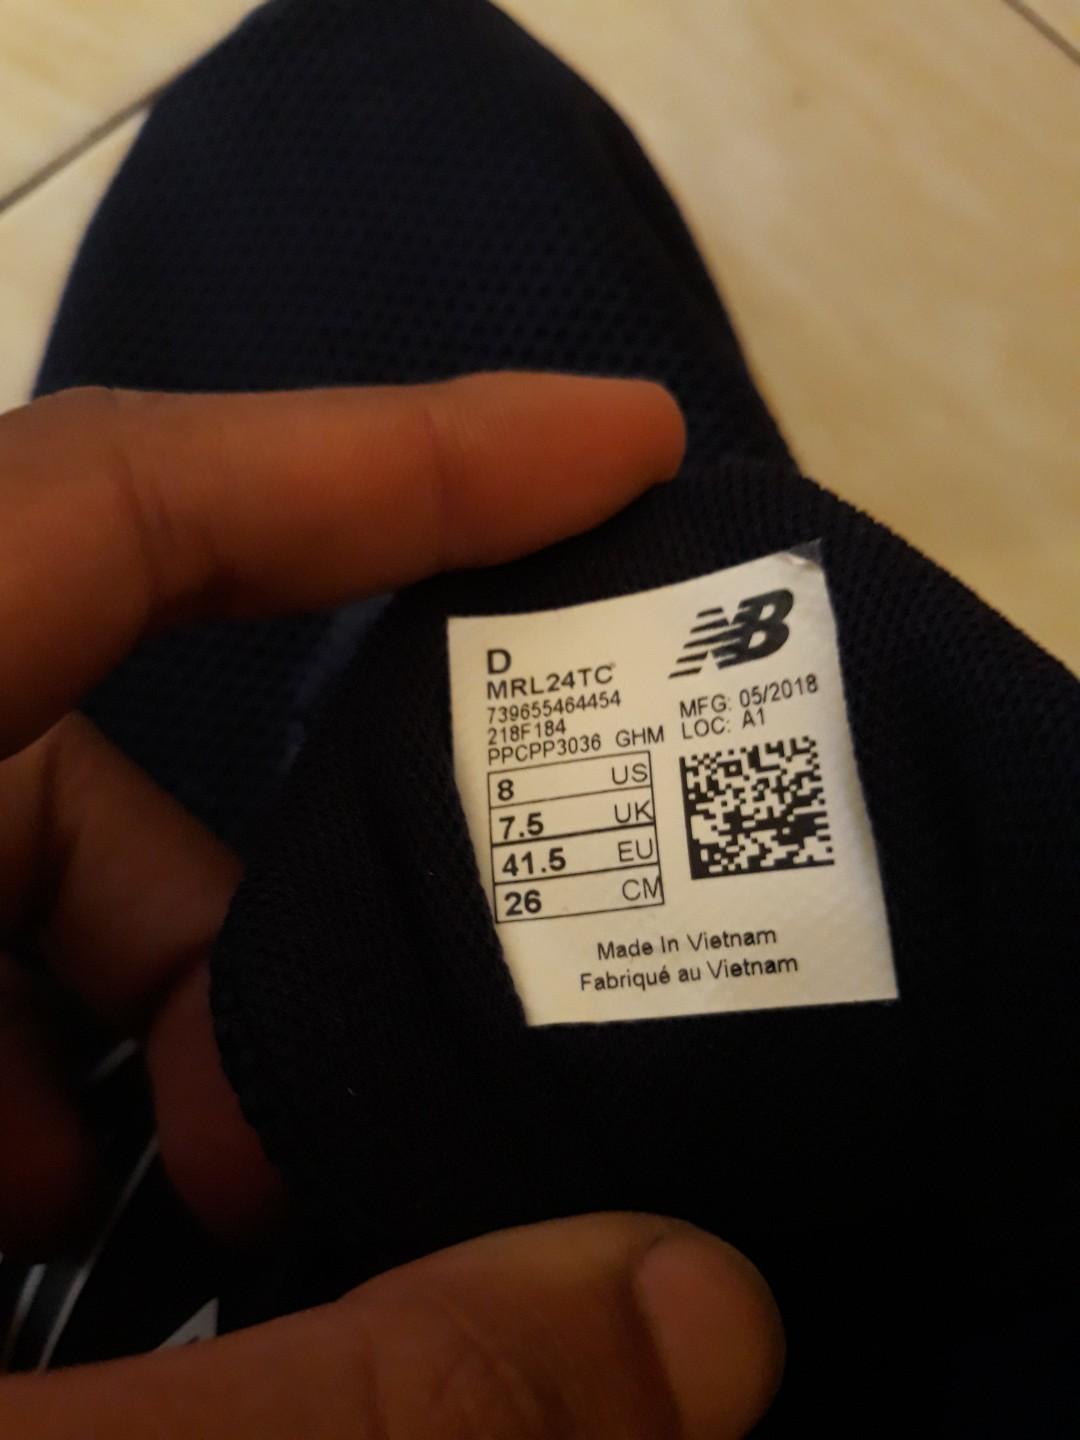 NB
D
MRL24TC
739655464454
218F184
PPCPP3036 GHM
MFG: 05/2018
LOC: A1
8 US
7.5 UK
41.5 EU
26 CM
Made In Vietnam
Fabriqué au Vietnam